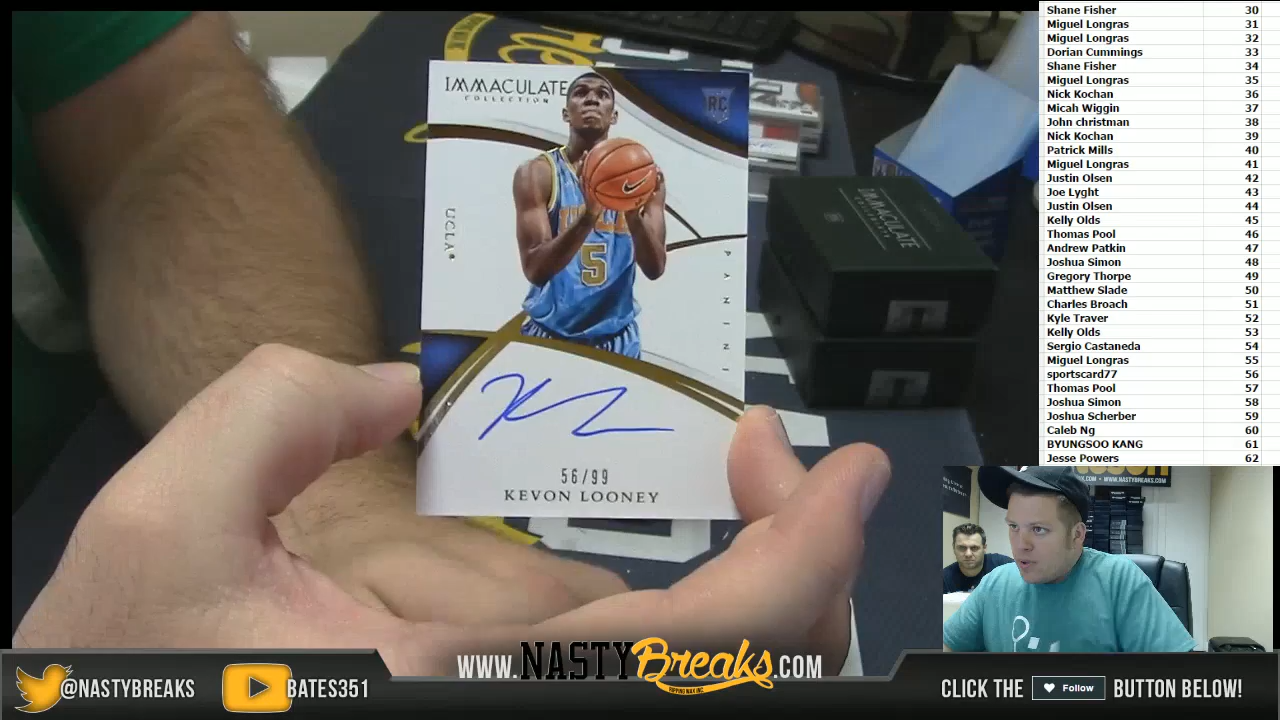 IMMACULATE
COLLECTION
RC
UCLA
PANINI
5
56/99
KEVON LOONEY
IMMACULATE
Shane Fisher 30
Miguel Longras 31
Miguel Longras 32
Dorian Cummings 33
Shane Fisher 34
Miguel Longras 35
Nick Kochan 36
Micah Wiggin 37
John christman 38
Nick Kochan 39
Patrick Mills 40
Miguel Longras 41
Justin Olsen 42
Joe Lyght 43
Justin Olsen 44
Kelly Olds 45
Thomas Pool 46
Andrew Patkin 47
Joshua Simon 48
Gregory Thorpe 49
Matthew Slade 50
Charles Broach 51
Kyle Traver 52
Kelly Olds 53
Sergio Castaneda 54
Miguel Longras 55
sportscard77 56
Thomas Pool 57
Joshua Simon 58
Joshua Scherber 59
Caleb Ng 60
BYUNGSOO KANG 61
Jesse Powers 62
WWW.NASTYBREAKS.COM
@NASTYBREAKS
BATES351
WWW.NASTYBreaks.COM
RIPPING WAX INC.
CLICK THE Follow BUTTON BELOW!